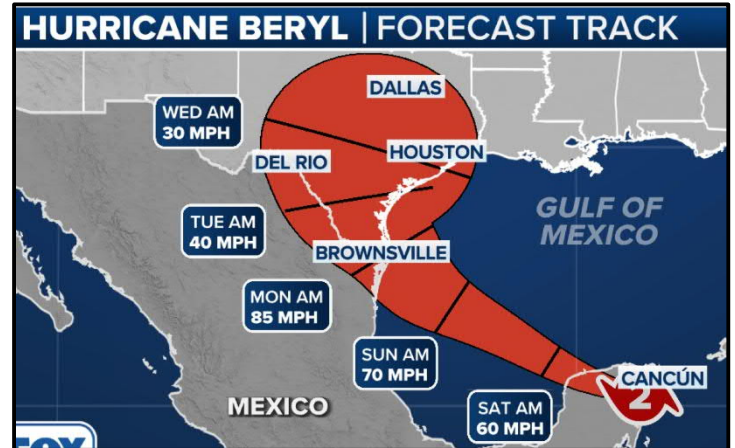 HURRICANE BERYL | FORECAST TRACK
DALLAS
WED AM
30 MPH
DEL RIO
HOUSTON
TUE AM
40 MPH
GULF OF
MEXICO
BROWNSVILLE
MON AM
85 MPH
SUN AM
70 MPH
CANCÚN
2
MEXICO
SAT AM
60 MPH
FOX